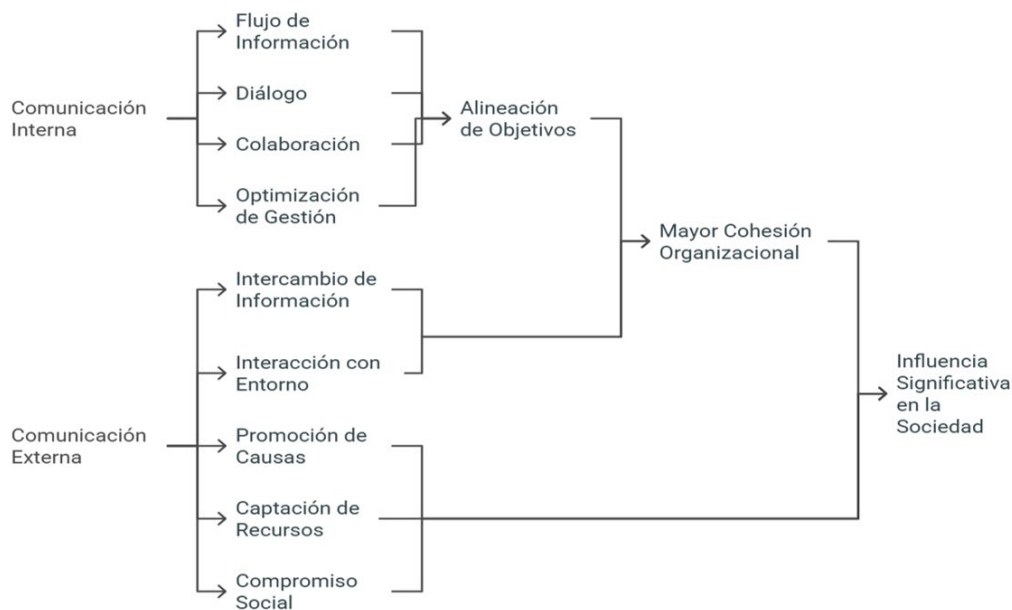 Comunicación
Interna
Flujo de
Información
Diálogo
Colaboración
Optimización
de Gestión
Alineación
de Objetivos
Mayor Cohesión
Organizacional
Comunicación
Externa
Intercambio de
Información
Interacción con
Entorno
Promoción de
Causas
Captación de
Recursos
Compromiso
Social
Influencia
Significativa
en la
Sociedad